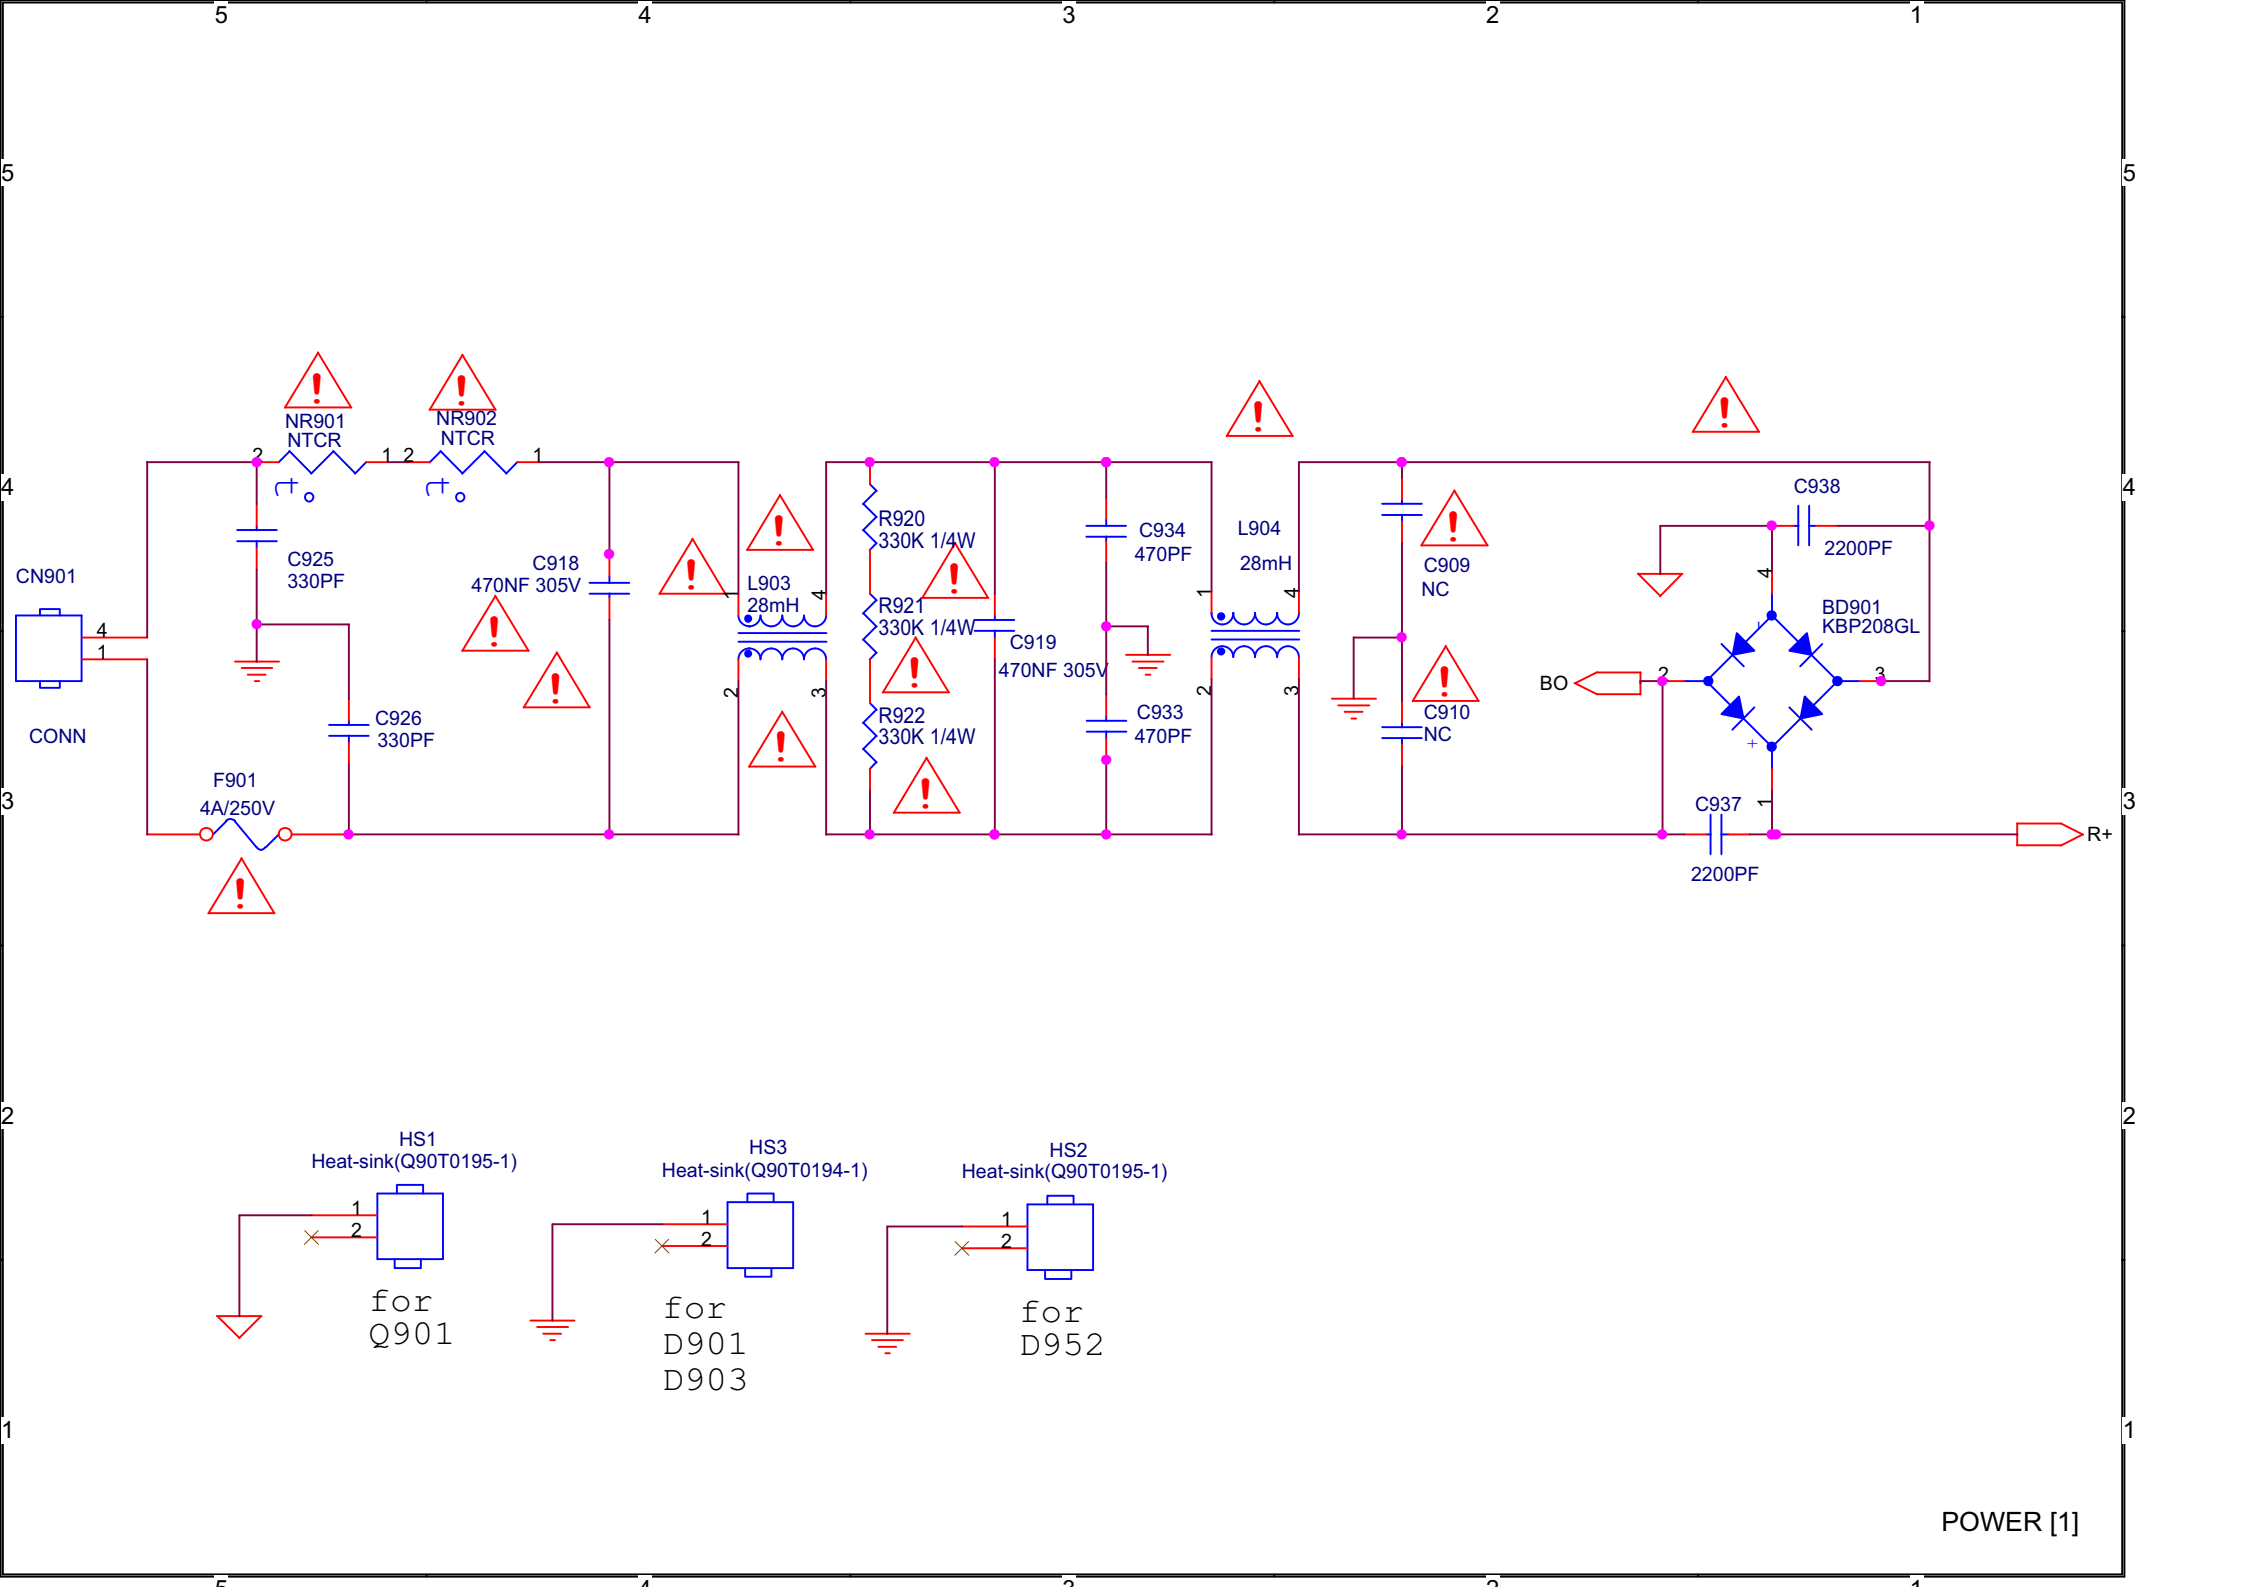 5 4 3 2 1
5 5
NR901
NTCR
NR902
NTCR
2 1 2 1
4 4
t
t
C938
2200PF
R920
330K 1/4W
C934
470PF
L904
28mH
C925
330PF
C918
470NF 305V
C909
NC
CN901
4
1
CONN
L903
28mH
1 4
2 3
1 4
2 3
R921
330K 1/4W
C919
470NF 305V
BD901
KBP208GL
4
BO 2 3
+
1
C926
330PF
R922
330K 1/4W
C933
470PF
C910
NC
F901
4A/250V
3 3
C937
2200PF
R+
2 2
HS1
Heat-sink(Q90T0195-1)
1
2
for
Q901
HS3
Heat-sink(Q90T0194-1)
1
2
for
D901
D903
HS2
Heat-sink(Q90T0195-1)
1
2
for
D952
1 1
POWER [1]
5 4 3 2 1